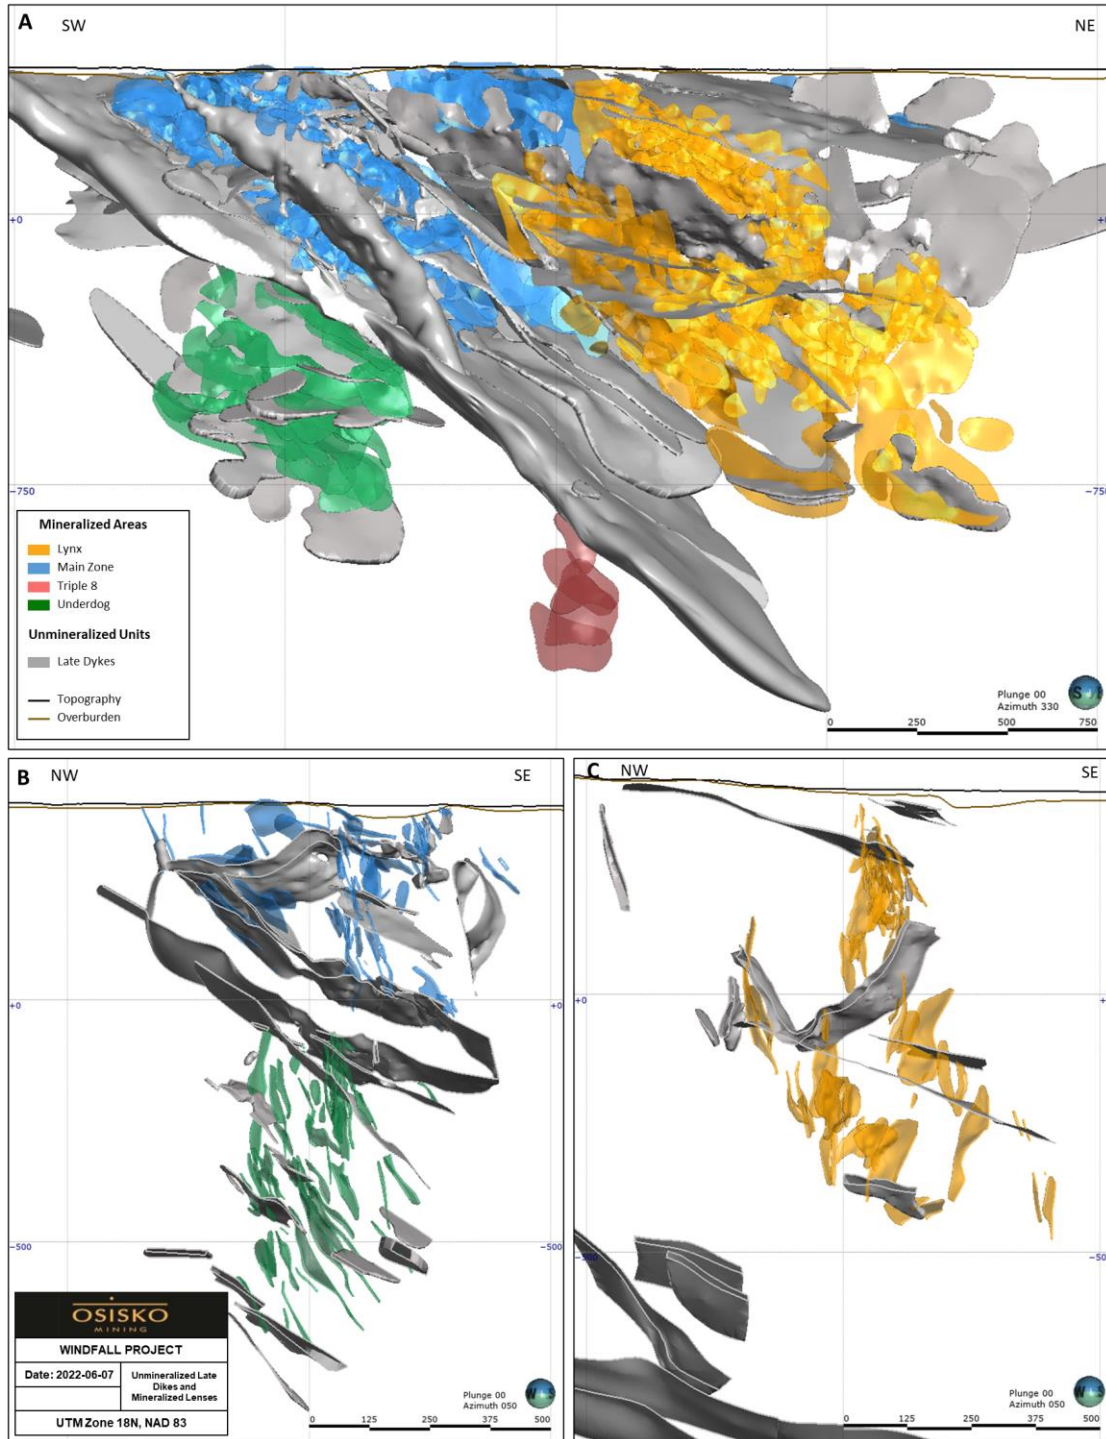 A
SW
NE
+0
+0
-750
-750
Mineralized Areas
Lynx
Main Zone
Triple 8
Underdog
Unmineralized Units
Late Dykes
Topography
Overburden
Plunge 00
Azimuth 330
0 250 500 750
B
NW
SE
+0
+0
-500
-500
OSISKO
MINING
WINDFALL PROJECT
Date: 2022-06-07
Unmineralized Late
Dikes and
Mineralized Lenses
UTM Zone 18N, NAD 83
Plunge 00
Azimuth 050
0 125 250 375 500
C
NW
SE
+0
-500
Plunge 00
Azimuth 050
0 125 250 375 500